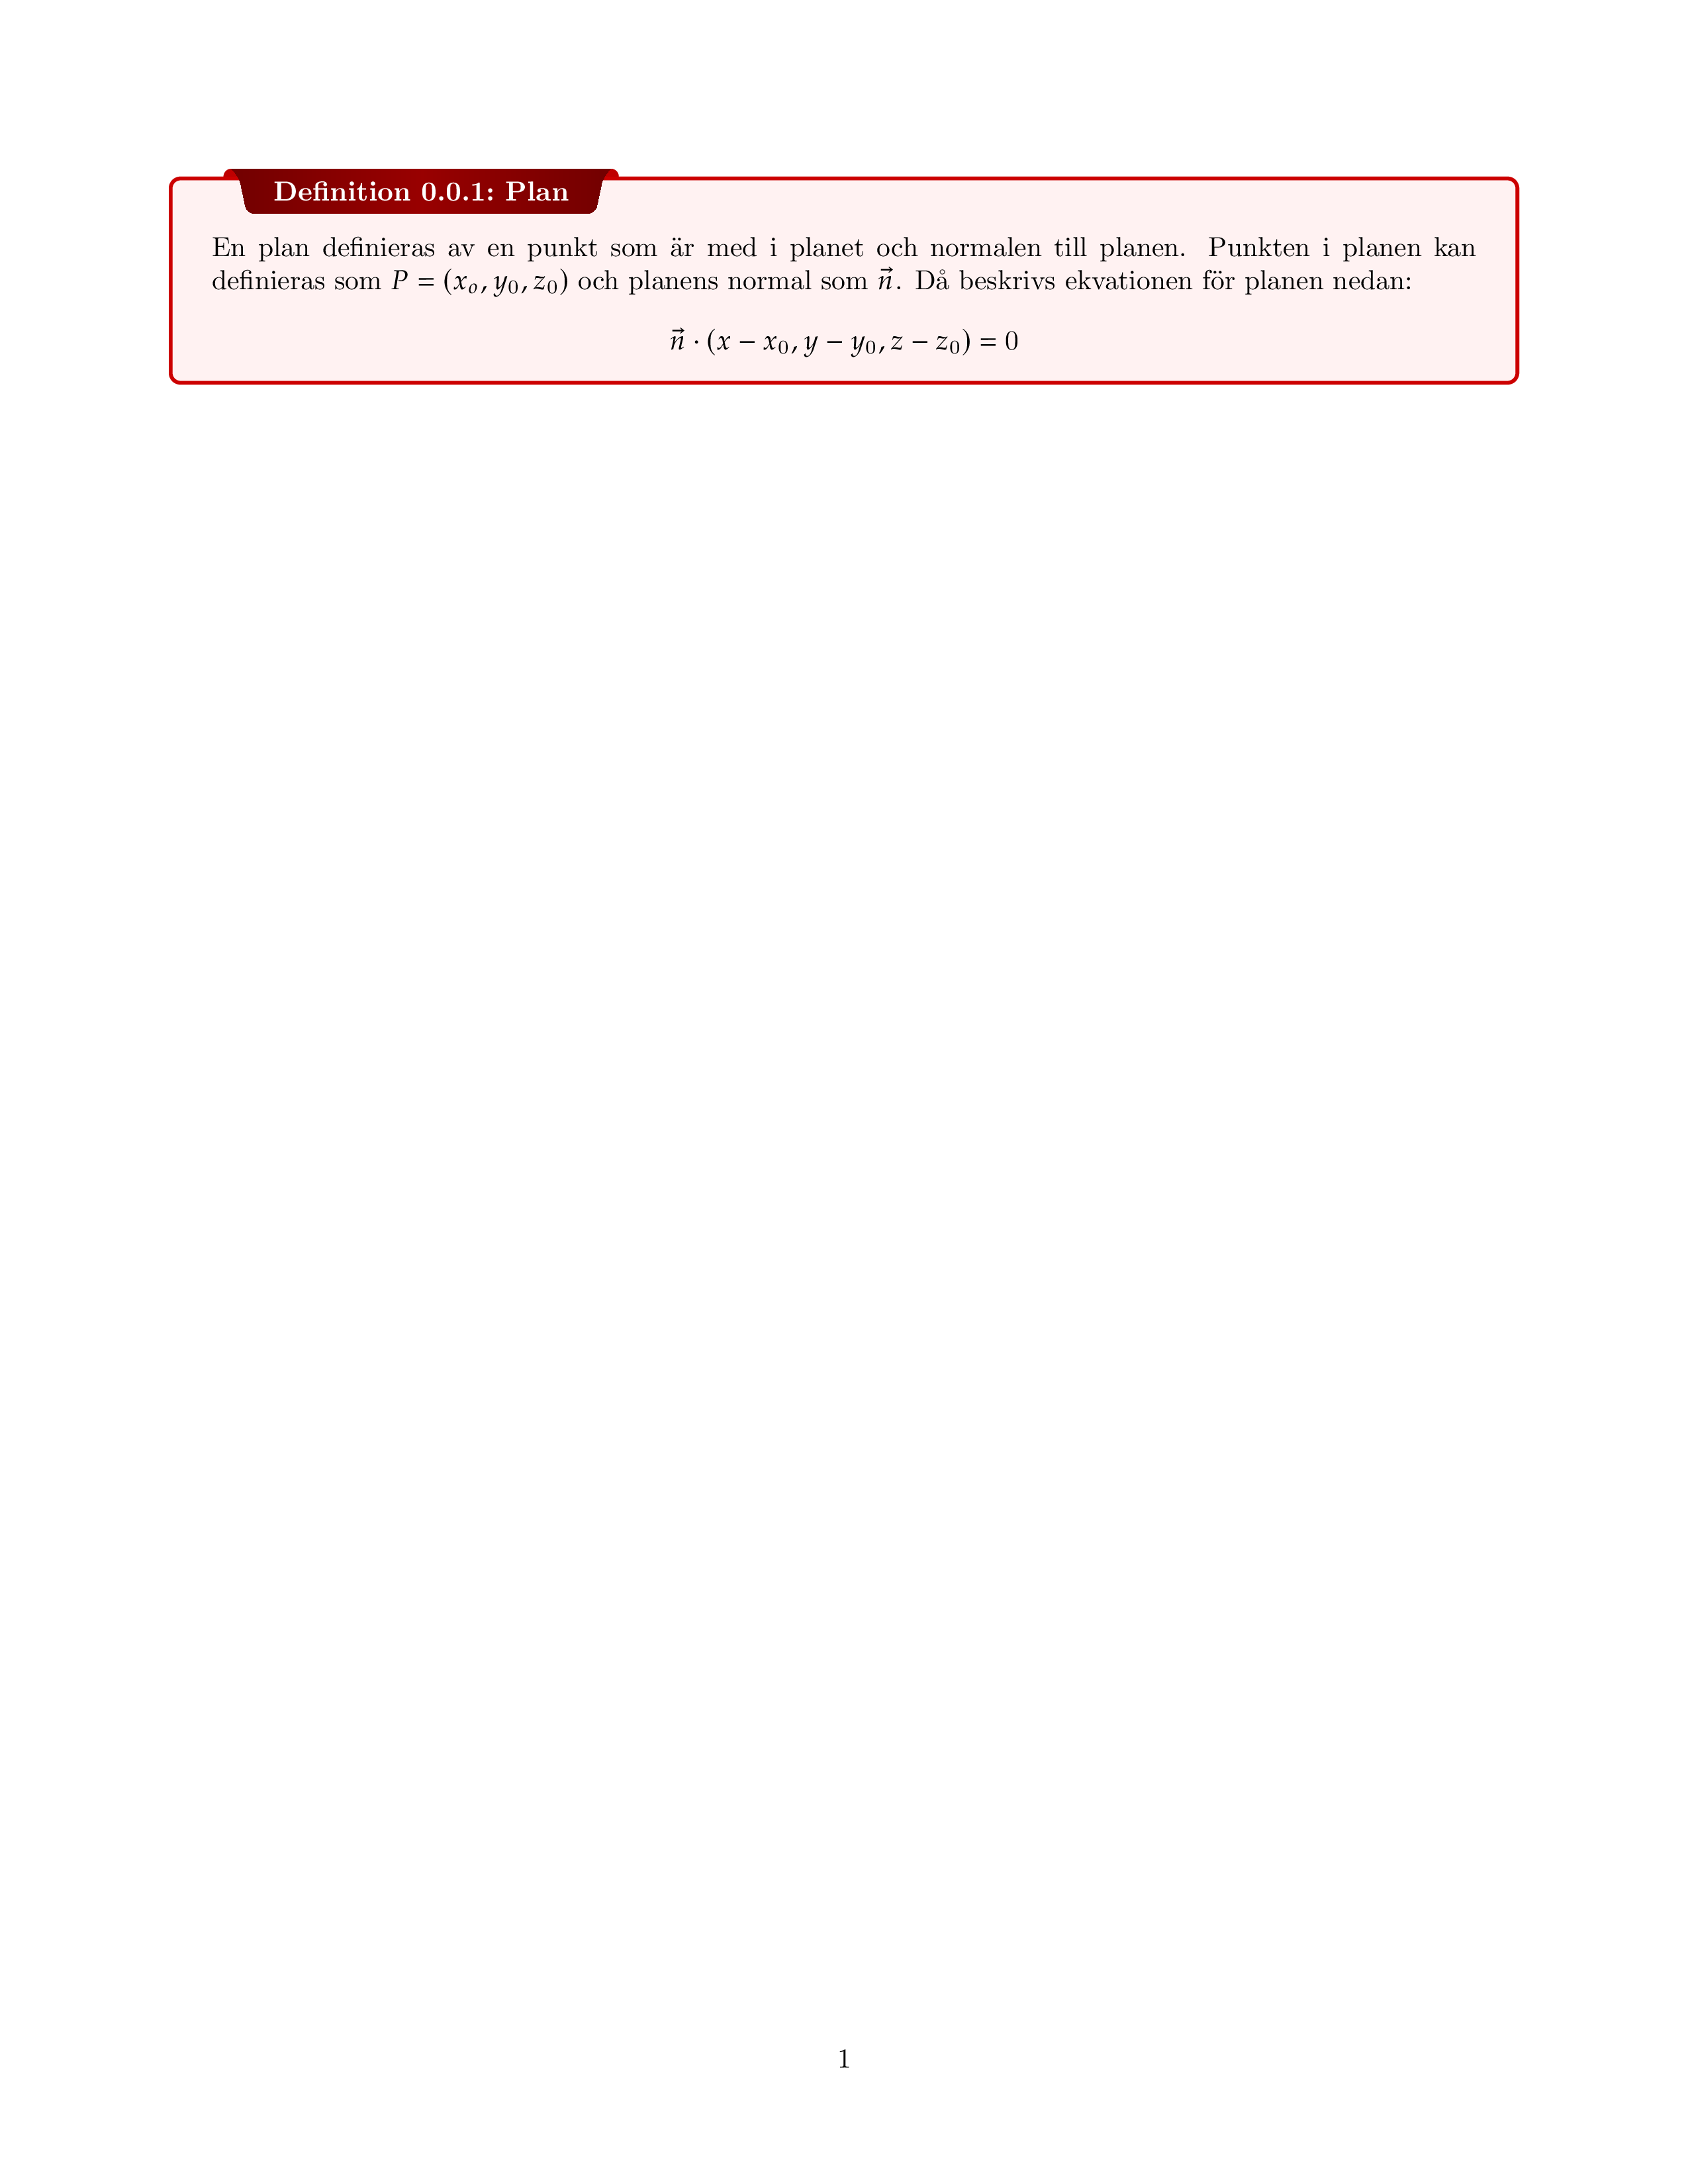 Definition 0.0.1: Plan
En plan definieras av en punkt som är med i planet och normalen till planen. Punkten i planen kan
definieras som $P = (x_o, y_0, z_0)$ och planens normal som $\vec{n}$. Då beskrivs ekvationen för planen nedan:
$\vec{n} \cdot (x - x_0, y - y_0, z - z_0) = 0$
1